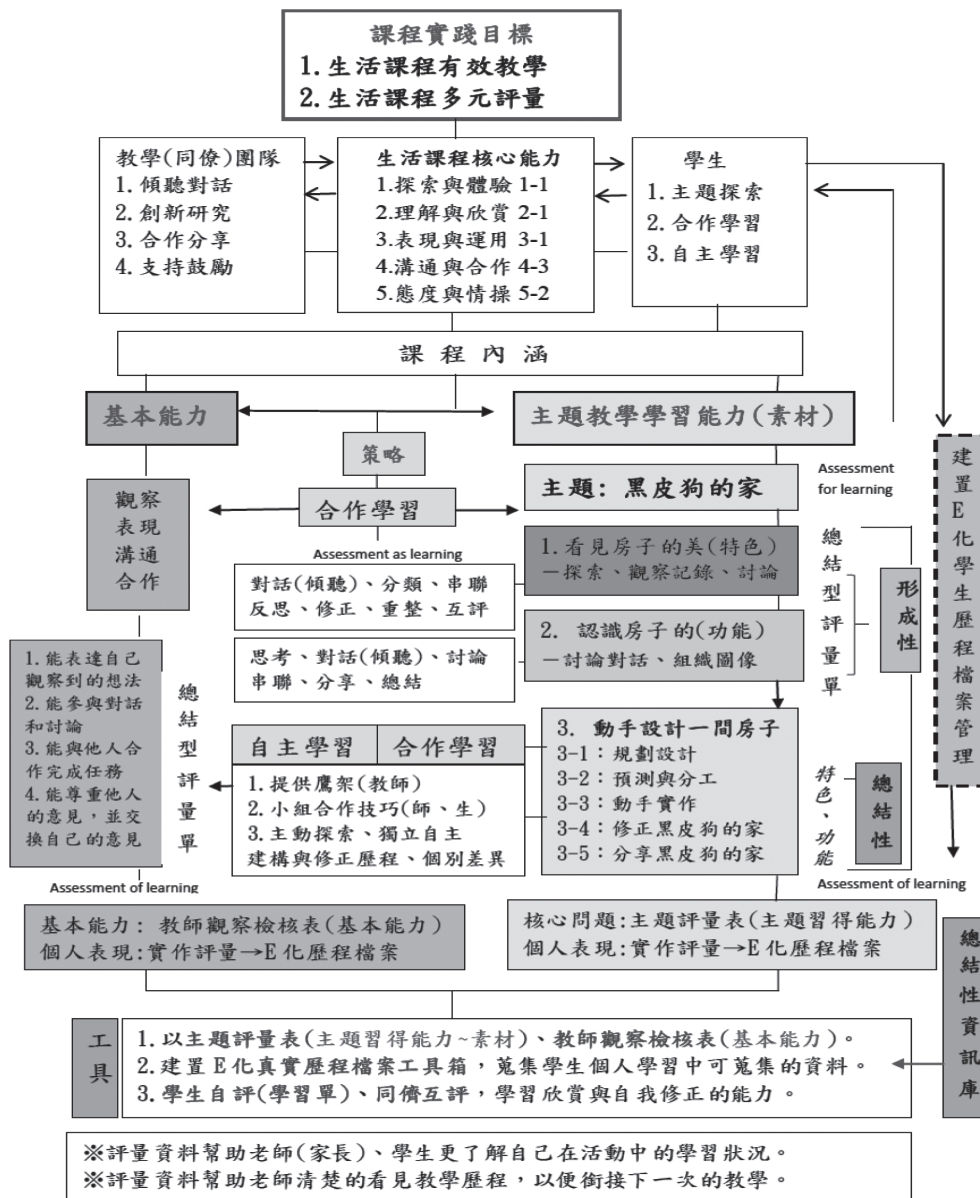 課程實踐目標
1.生活課程有效教學
2.生活課程多元評量
教學(同僚)團隊
1.傾聽對話
2.創新研究
3.合作分享
4.支持鼓勵
生活課程核心能力
1.探索與體驗 1-1
2.理解與欣賞 2-1
3.表現與運用 3-1
4.溝通與合作 4-3
5.態度與情操 5-2
學生
1.主題探索
2.合作學習
3.自主學習
課程內涵
基本能力
主題教學學習能力(素材)
策略
合作學習
Assessment as learning
主題：黑皮狗的家
Assessment
for learning
觀察
表現
溝通
合作
1.看見房子的美(特色)
－探索、觀察記錄、討論
對話(傾聽)、分類、串聯
反思、修正、重整、互評
2. 認識房子的(功能)
－討論對話、組織圖像
思考、對話(傾聽)、討論
串聯、分享、總結
總結型評量單
形成性
建置E化學生歷程檔案管理
1.能表達自己
觀察到的想法
2.能參與對話
和討論
3.能與他人合
作完成任務
4.能尊重他人
的意見，並交
換自己的意見
Assessment of learning
總結型評量單
自主學習 合作學習
1.提供鷹架(教師)
2.小組合作技巧(師、生)
3.主動探索、獨立自主
建構與修正歷程、個別差異
3. 動手設計一間房子
3-1：規劃設計
3-2：預測與分工
3-3：動手實作
3-4：修正黑皮狗的家
3-5：分享黑皮狗的家
特色、功能
總結性
Assessment of learning
基本能力：教師觀察檢核表(基本能力)
個人表現:實作評量→E化歷程檔案
核心問題:主題評量表(主題習得能力)
個人表現:實作評量→E化歷程檔案
總結性資訊庫
工具
1.以主題評量表(主題習得能力~素材)、教師觀察檢核表(基本能力)。
2.建置E化真實歷程檔案工具箱，蒐集學生個人學習中可蒐集的資料。
3.學生自評(學習單)、同儕互評，學習欣賞與自我修正的能力。
※評量資料幫助老師(家長)、學生更了解自己在活動中的學習狀況。
※評量資料幫助老師清楚的看見教學歷程，以便銜接下一次的教學。